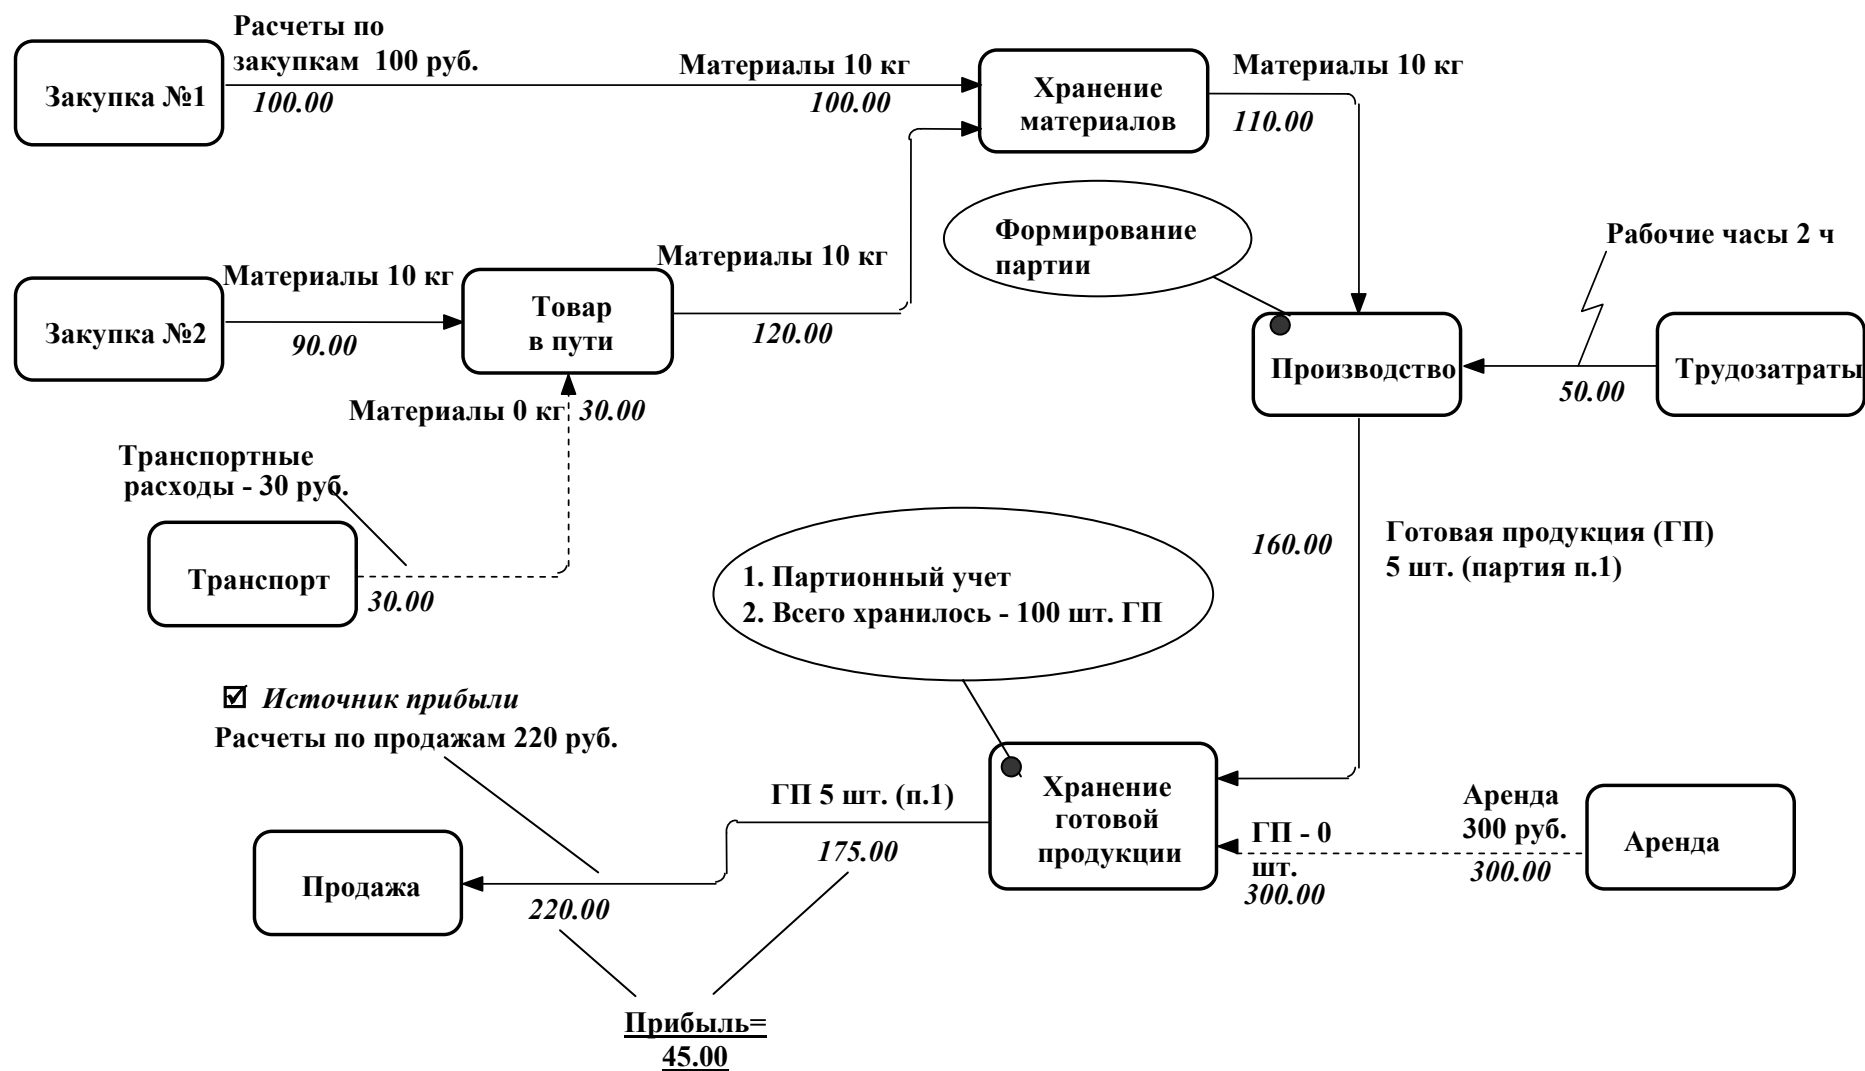 Расчеты по
закупкам 100 руб.
Закупка №1
100.00
Материалы 10 кг
100.00
Хранение
материалов
Материалы 10 кг
110.00
Формирование
партии
Рабочие часы 2 ч
Закупка №2
Материалы 10 кг
90.00
Товар
в пути
Материалы 10 кг
120.00
Производство
50.00
Трудозатраты
Материалы 0 кг
30.00
Транспортные
расходы - 30 руб.
Транспорт
30.00
1. Партионный учет
2. Всего хранилось - 100 шт. ГП
160.00
Готовая продукция (ГП)
5 шт. (партия п.1)
Источник прибыли
Расчеты по продажам 220 руб.
Продажа
220.00
ГП 5 шт. (п.1)
175.00
Хранение
готовой
продукции
ГП - 0
шт.
300.00
Аренда
300 руб.
300.00
Аренда
Прибыль=
45.00